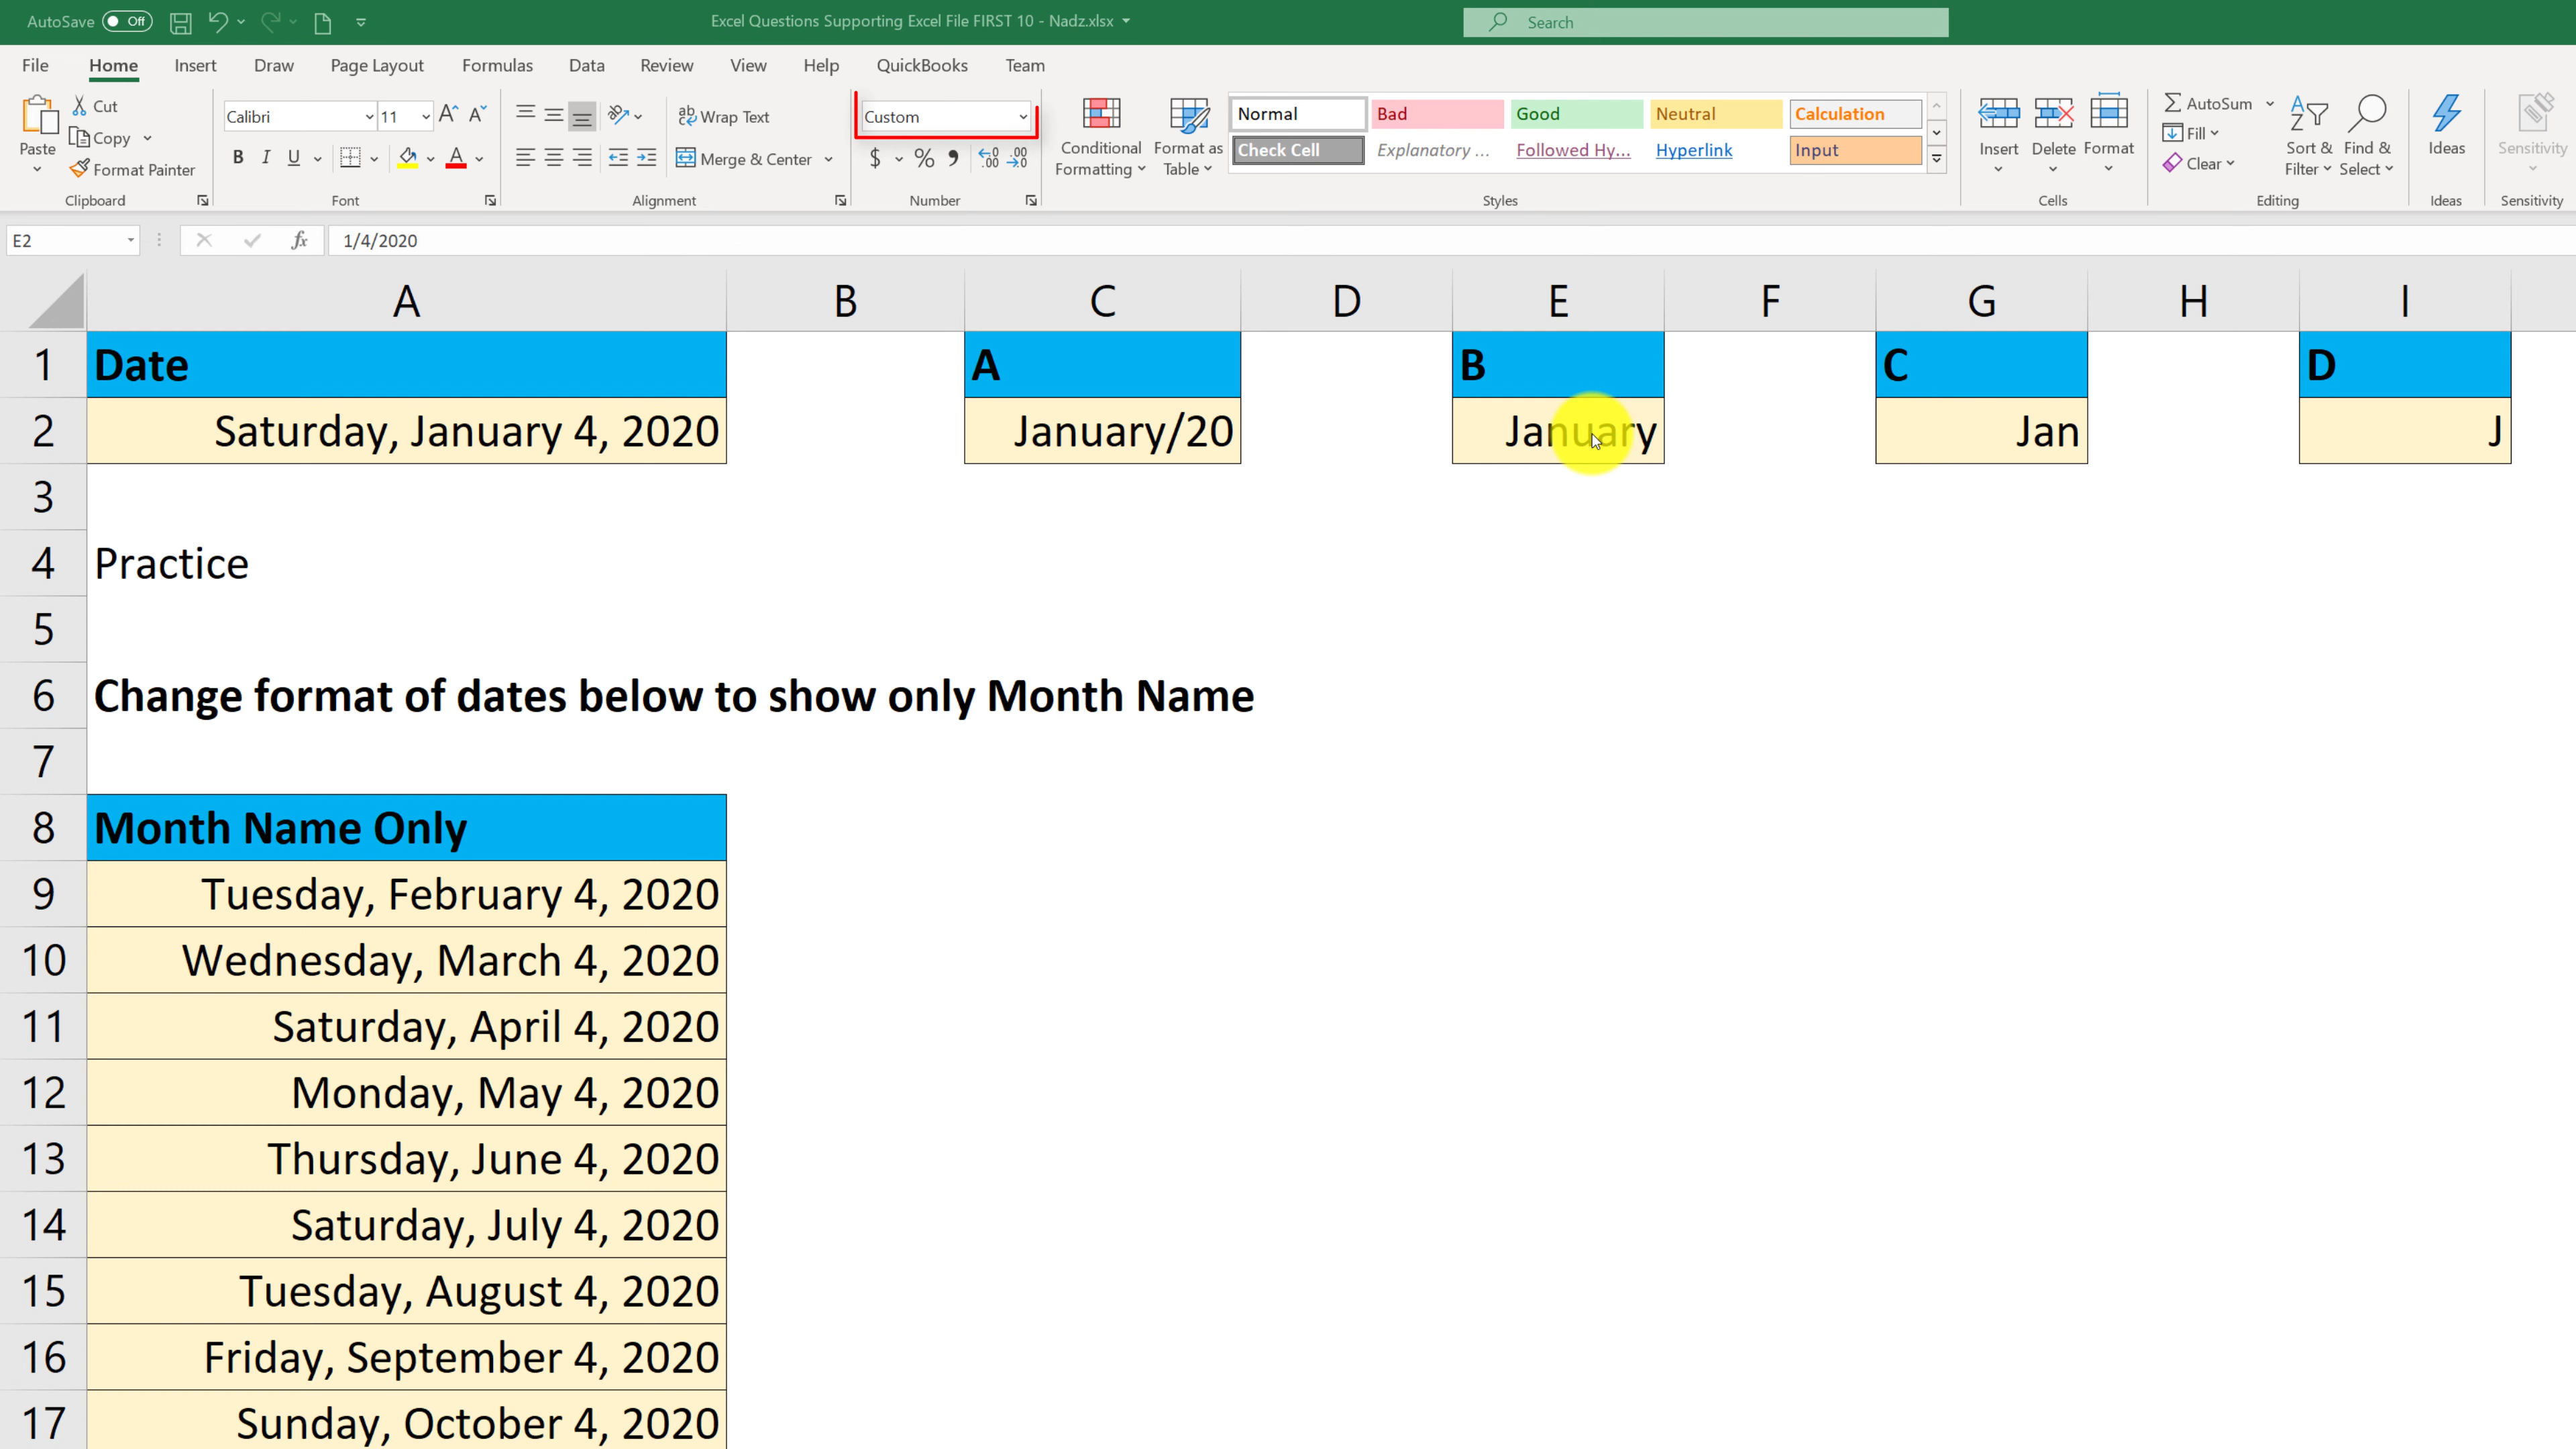 AutoSave Off Excel Questions Supporting Excel File FIRST 10 - Nadz.xlsx Search
File Home Insert Draw Page Layout Formulas Data Review View Help QuickBooks Team
Paste Cut Copy Format Painter
Clipboard
Calibri 11
B I U A
Font
Wrap Text
Merge & Center
Alignment
Custom
$ % , .00 .00
Number
Conditional Formatting Format as Table
Normal Bad Good Neutral Calculation
Check Cell Explanatory ... Followed Hy... Hyperlink Input
Styles
Insert Delete Format
Cells
AutoSum
Fill
Clear
Sort & Filter Find & Select
Editing
Ideas
Ideas
Sensitivity
Sensitivity
E2 fx 1/4/2020
A B C D E F G H I
1 Date A B C D
2 Saturday, January 4, 2020 January/20 January Jan J
3
4 Practice
5
6 Change format of dates below to show only Month Name
7
8 Month Name Only
9 Tuesday, February 4, 2020
10 Wednesday, March 4, 2020
11 Saturday, April 4, 2020
12 Monday, May 4, 2020
13 Thursday, June 4, 2020
14 Saturday, July 4, 2020
15 Tuesday, August 4, 2020
16 Friday, September 4, 2020
17 Sunday, October 4, 2020